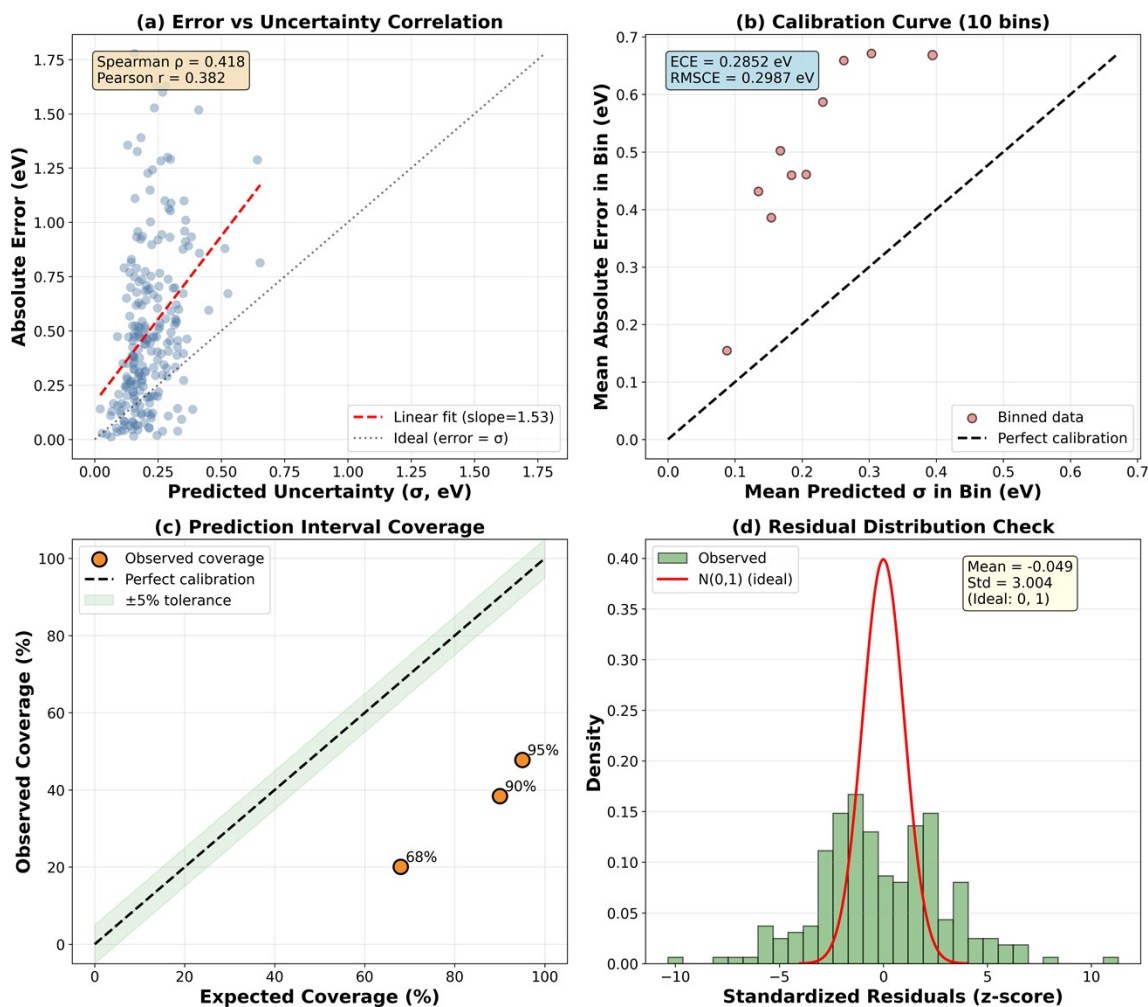 (a) Error vs Uncertainty Correlation
Spearman ρ = 0.418
Pearson r = 0.382
1.75
1.50
1.25
1.00
0.75
0.50
0.25
0.00
Absolute Error (eV)
Linear fit (slope=1.53)
Ideal (error = σ)
0.00 0.25 0.50 0.75 1.00 1.25 1.50 1.75
Predicted Uncertainty (σ, eV)
(b) Calibration Curve (10 bins)
ECE = 0.2852 eV
RMSCE = 0.2987 eV
0.7
0.6
0.5
0.4
0.3
0.2
0.1
0.0
Mean Absolute Error in Bin (eV)
Binned data
Perfect calibration
0.0 0.1 0.2 0.3 0.4 0.5 0.6 0.7
Mean Predicted σ in Bin (eV)
(c) Prediction Interval Coverage
Observed coverage
Perfect calibration
±5% tolerance
100
80
60
40
20
0
Observed Coverage (%)
95%
90%
68%
0 20 40 60 80 100
Expected Coverage (%)
(d) Residual Distribution Check
Observed
N(0,1) (ideal)
Mean = -0.049
Std = 3.004
(Ideal: 0, 1)
0.40
0.35
0.30
0.25
0.20
0.15
0.10
0.05
0.00
Density
−10 −5 0 5 10
Standardized Residuals (z-score)